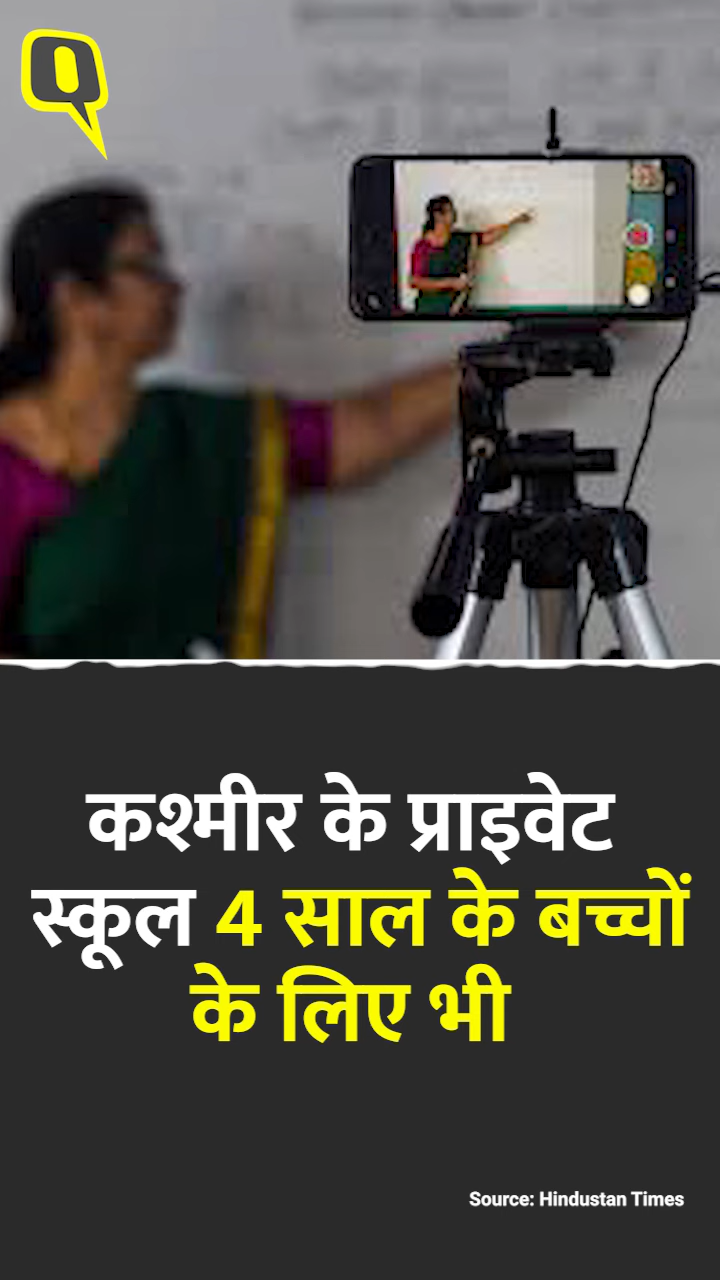 कश्मीर के प्राइवेट
स्कूल 4 साल के बच्चों
के लिए भी
Source: Hindustan Times